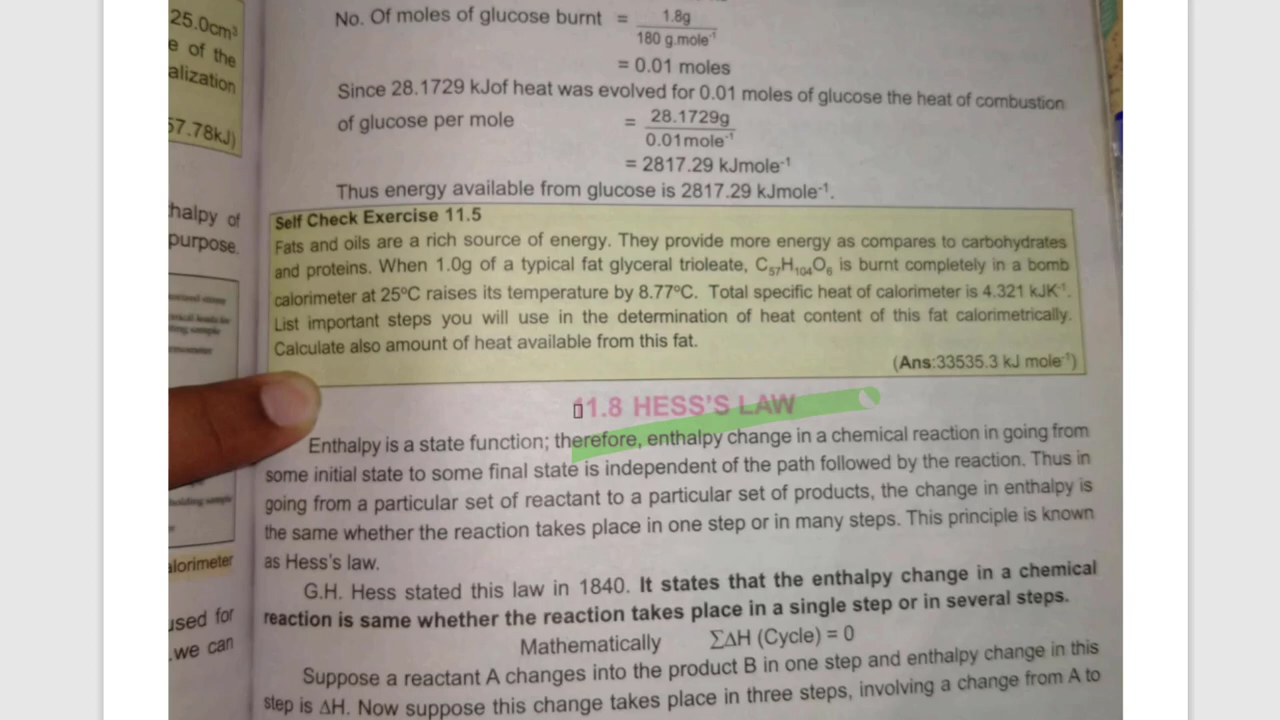 25.0cm³
e of the
alization
57.78kJ)
halpy of
purpose.
alorimeter
used for
.we can
No. Of moles of glucose burnt = 1.8g
180 g.mole⁻¹
= 0.01 moles
Since 28.1729 kJof heat was evolved for 0.01 moles of glucose the heat of combustion
of glucose per mole = 28.1729g
0.01mole⁻¹
= 2817.29 kJmole⁻¹
Thus energy available from glucose is 2817.29 kJmole⁻¹.
Self Check Exercise 11.5
Fats and oils are a rich source of energy. They provide more energy as compares to carbohydrates
and proteins. When 1.0g of a typical fat glyceral trioleate, C₅₇H₁₀₄O₆ is burnt completely in a bomb
calorimeter at 25ºC raises its temperature by 8.77ºC. Total specific heat of calorimeter is 4.321 kJK⁻¹.
List important steps you will use in the determination of heat content of this fat calorimetrically.
Calculate also amount of heat available from this fat.
(Ans:33535.3 kJ mole⁻¹)
11.8 HESS'S LAW
Enthalpy is a state function; therefore, enthalpy change in a chemical reaction in going from
some initial state to some final state is independent of the path followed by the reaction. Thus in
going from a particular set of reactant to a particular set of products, the change in enthalpy is
the same whether the reaction takes place in one step or in many steps. This principle is known
as Hess's law.
G.H. Hess stated this law in 1840. It states that the enthalpy change in a chemical
reaction is same whether the reaction takes place in a single step or in several steps.
Mathematically ΣΔH (Cycle) = 0
Suppose a reactant A changes into the product B in one step and enthalpy change in this
step is ΔH. Now suppose this change takes place in three steps, involving a change from A to